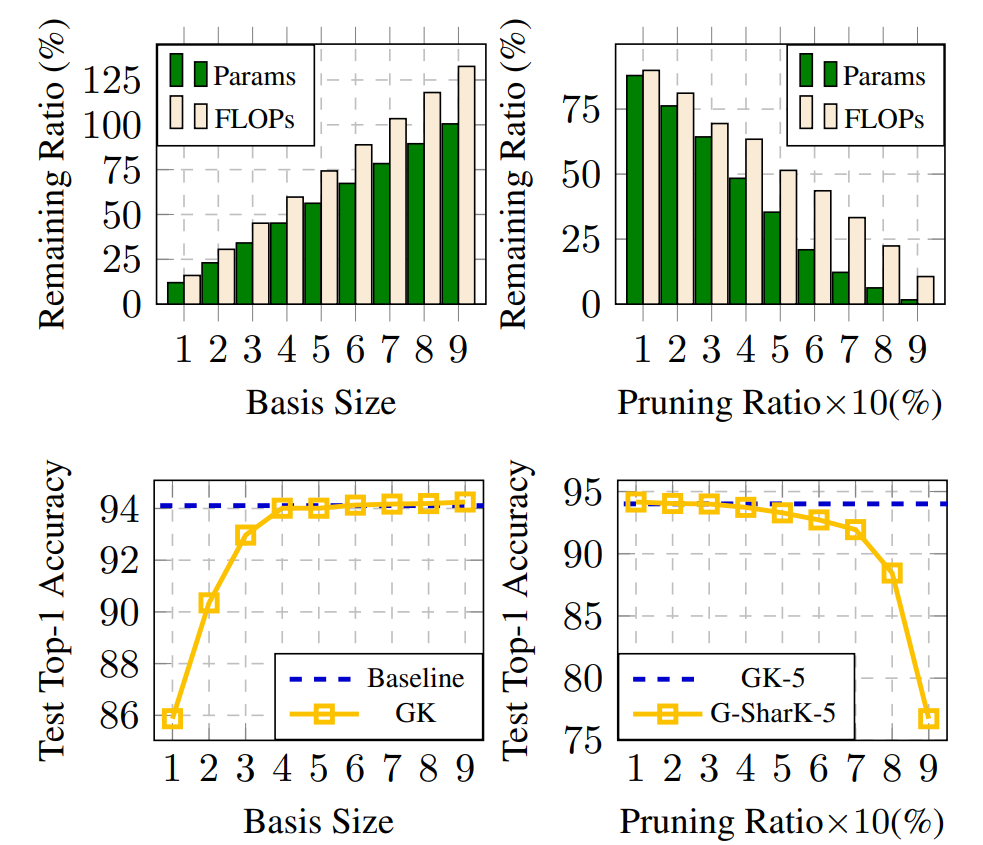 Remaining Ratio (%)
125
100
75
50
25
0
Params
FLOPs
1 2 3 4 5 6 7 8 9
Basis Size
Remaining Ratio (%)
75
50
25
0
Params
FLOPs
1 2 3 4 5 6 7 8 9
Pruning Ratio×10(%)
Test Top-1 Accuracy
94
92
90
88
86
Baseline
GK
1 2 3 4 5 6 7 8 9
Basis Size
Test Top-1 Accuracy
95
90
85
80
75
GK-5
G-SharK-5
1 2 3 4 5 6 7 8 9
Pruning Ratio×10(%)